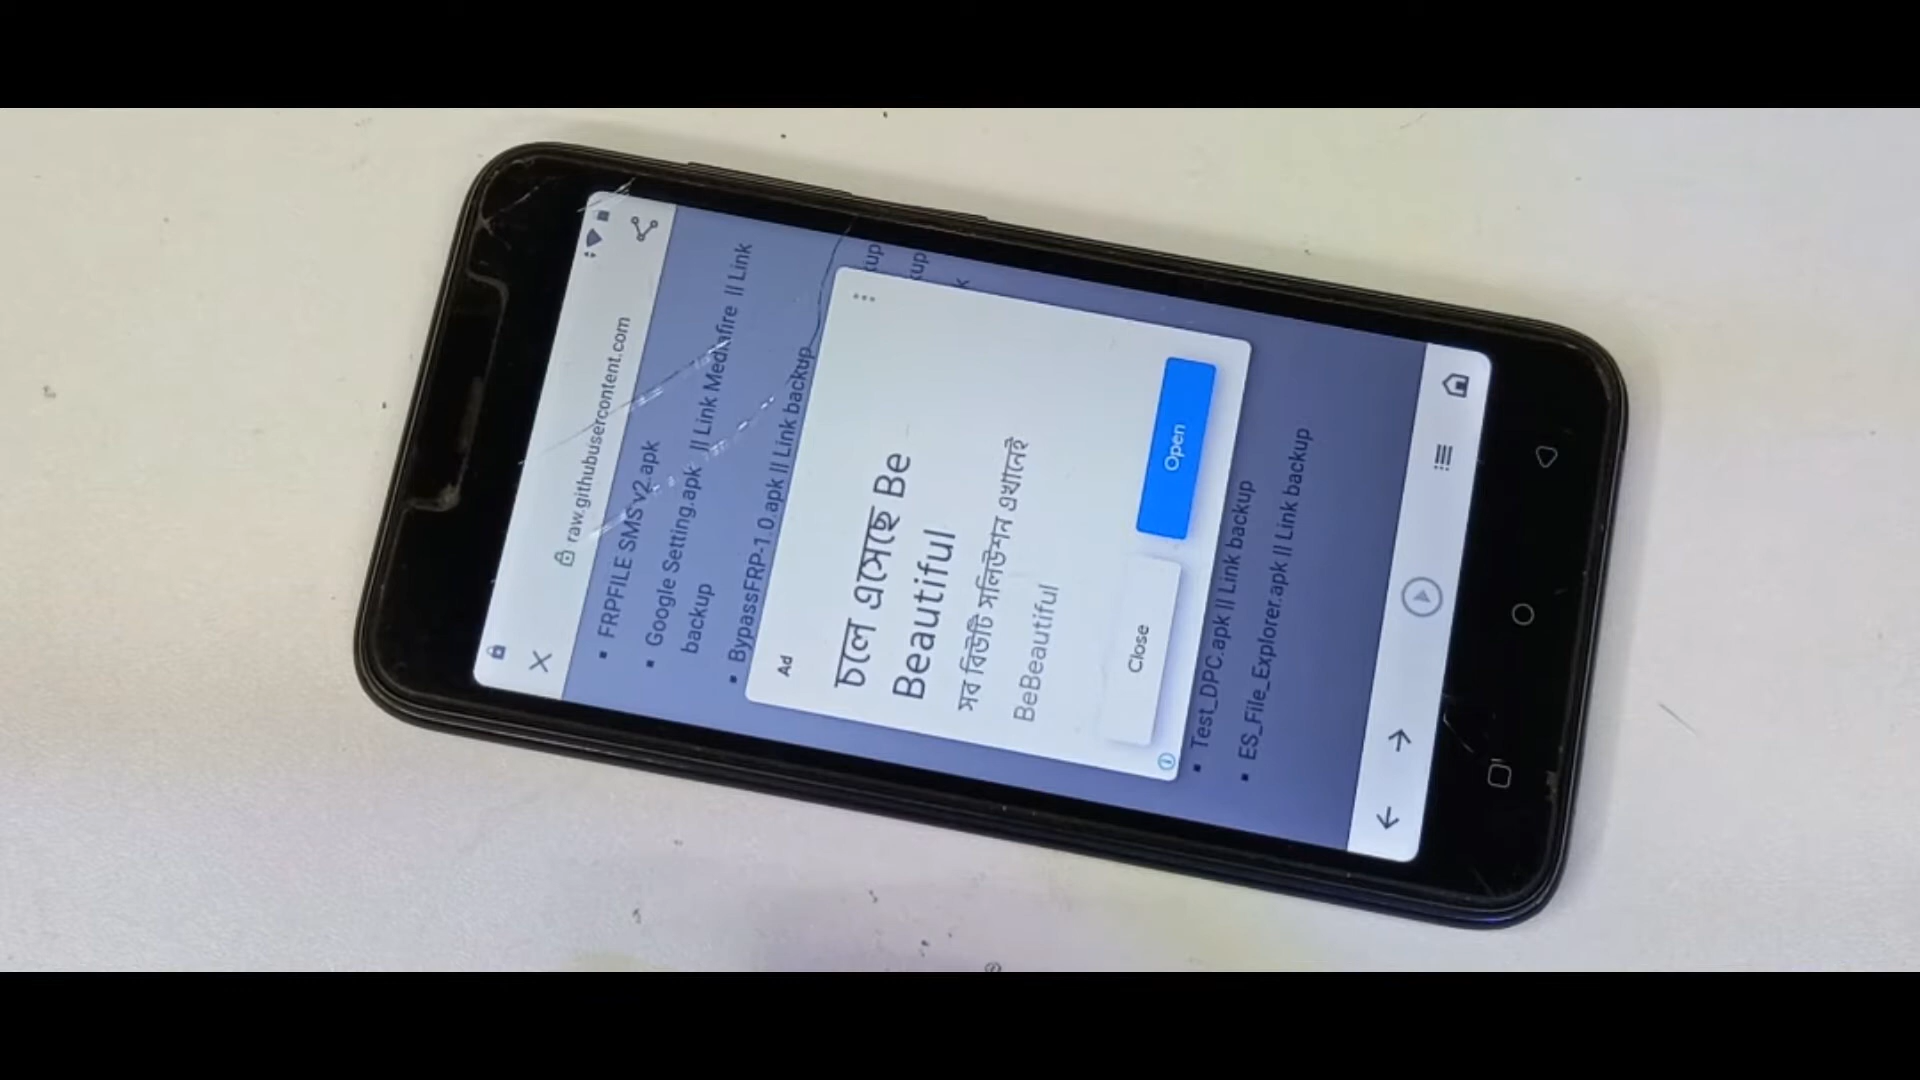 raw.githubusercontent.com
▪ FRPFILE SMS v2.apk
▪ Google Setting.apk || Link Mediafire || Link
backup
▪ BypassFRP-1.0.apk || Link backup
kup
kup
k
Ad
চলে এসেছে Be
Beautiful
সব বিউটি সলিউশন এখানেই
BeBeautiful
Close
Open
▪ Test_DPC.apk || Link backup
▪ ES_File_Explorer.apk || Link backup